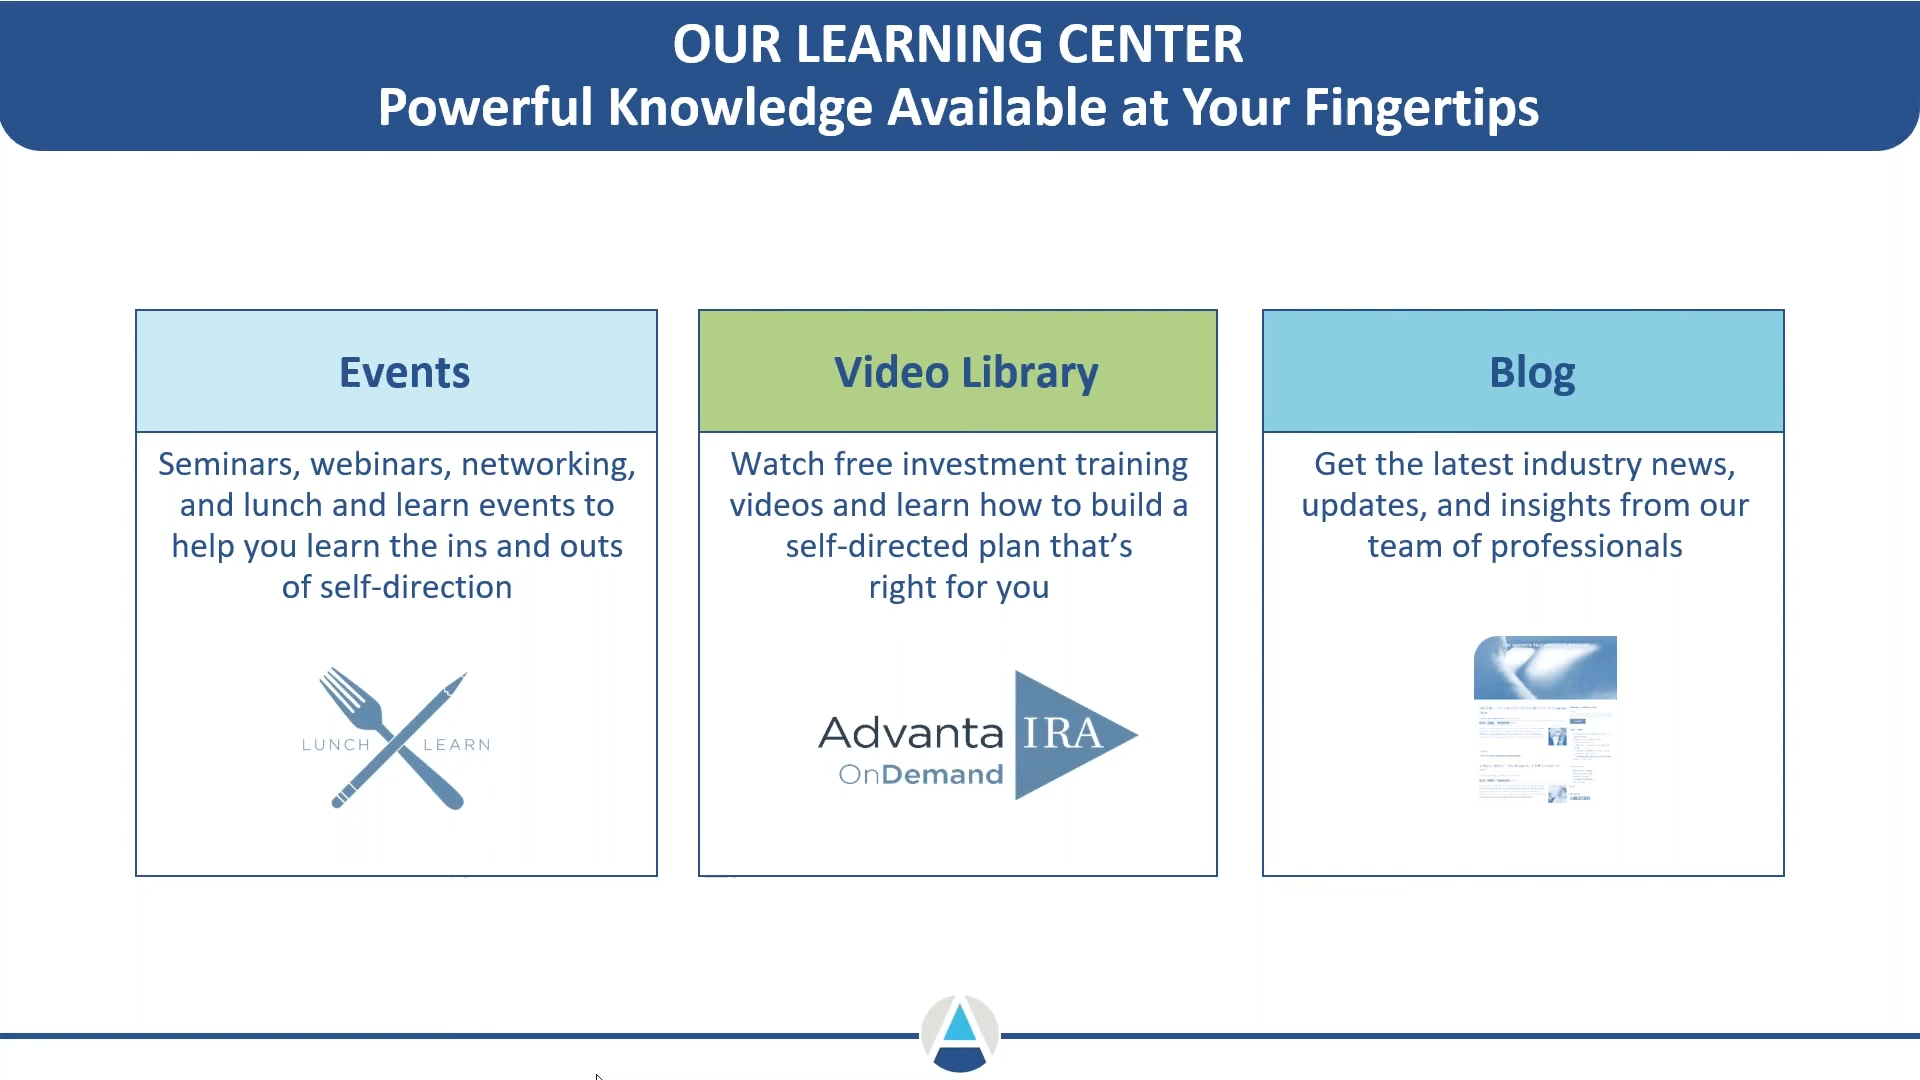 OUR LEARNING CENTER
Powerful Knowledge Available at Your Fingertips
Events
Seminars, webinars, networking,
and lunch and learn events to
help you learn the ins and outs
of self-direction
LUNCH LEARN
Video Library
Watch free investment training
videos and learn how to build a
self-directed plan that’s
right for you
Advanta IRA
OnDemand
Blog
Get the latest industry news,
updates, and insights from our
team of professionals